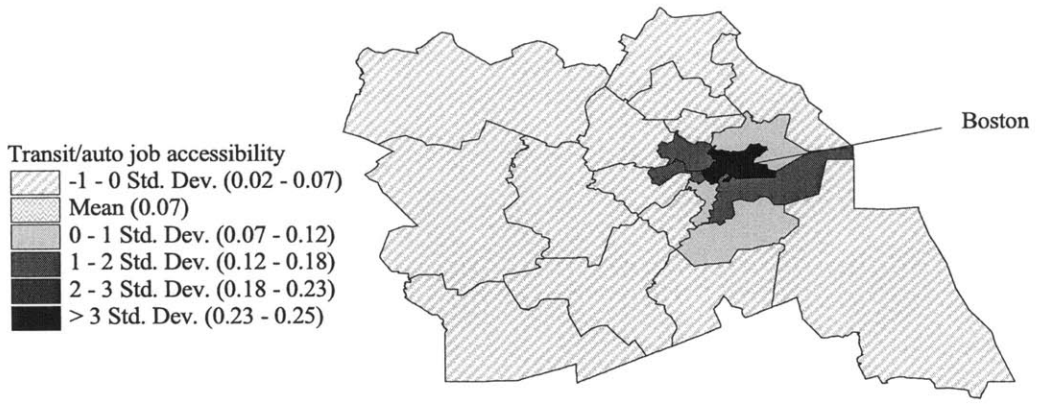 Boston
Transit/auto job accessibility
-1 - 0 Std. Dev. (0.02 - 0.07)
Mean (0.07)
0 - 1 Std. Dev. (0.07 - 0.12)
1 - 2 Std. Dev. (0.12 - 0.18)
2 - 3 Std. Dev. (0.18 - 0.23)
> 3 Std. Dev. (0.23 - 0.25)